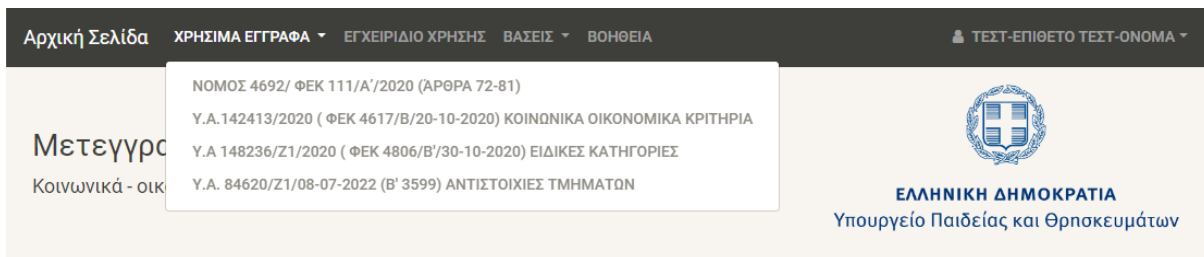 Αρχική Σελίδα ΧΡΗΣΙΜΑ ΕΓΓΡΑΦΑ ΕΓΧΕΙΡΙΔΙΟ ΧΡΗΣΗΣ ΒΑΣΕΙΣ ΒΟΗΘΕΙΑ ΤΕΣΤ-ΕΠΙΘΕΤΟ ΤΕΣΤ-ΟΝΟΜΑ
ΝΟΜΟΣ 4692/ ΦΕΚ 111/Α΄/2020 (ΆΡΘΡΑ 72-81)
Υ.Α.142413/2020 ( ΦΕΚ 4617/Β/20-10-2020) ΚΟΙΝΩΝΙΚΑ ΟΙΚΟΝΟΜΙΚΑ ΚΡΙΤΗΡΙΑ
Υ.Α 148236/Ζ1/2020 ( ΦΕΚ 4806/Β'/30-10-2020) ΕΙΔΙΚΕΣ ΚΑΤΗΓΟΡΙΕΣ
Υ.Α. 84620/Ζ1/08-07-2022 (Β' 3599) ΑΝΤΙΣΤΟΙΧΙΕΣ ΤΜΗΜΑΤΩΝ
Μετεγγρα
Κοινωνικά - οικ
ΕΛΛΗΝΙΚΗ ΔΗΜΟΚΡΑΤΙΑ
Υπουργείο Παιδείας και Θρησκευμάτων